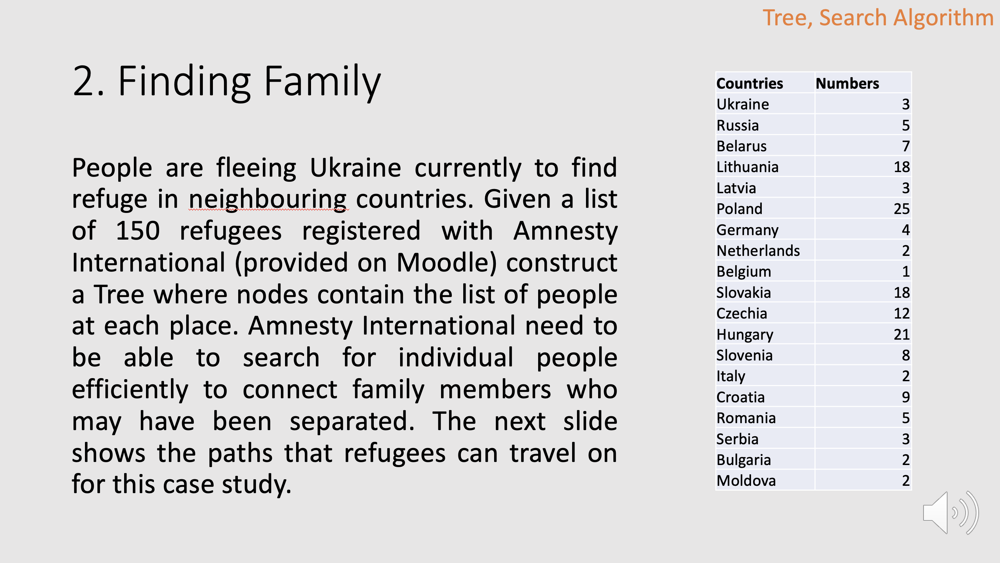 Tree, Search Algorithm
2. Finding Family
People are fleeing Ukraine currently to find
refuge in neighbouring countries. Given a list
of 150 refugees registered with Amnesty
International (provided on Moodle) construct
a Tree where nodes contain the list of people
at each place. Amnesty International need to
be able to search for individual people
efficiently to connect family members who
may have been separated. The next slide
shows the paths that refugees can travel on
for this case study.
Countries Numbers
Ukraine 3
Russia 5
Belarus 7
Lithuania 18
Latvia 3
Poland 25
Germany 4
Netherlands 2
Belgium 1
Slovakia 18
Czechia 12
Hungary 21
Slovenia 8
Italy 2
Croatia 9
Romania 5
Serbia 3
Bulgaria 2
Moldova 2